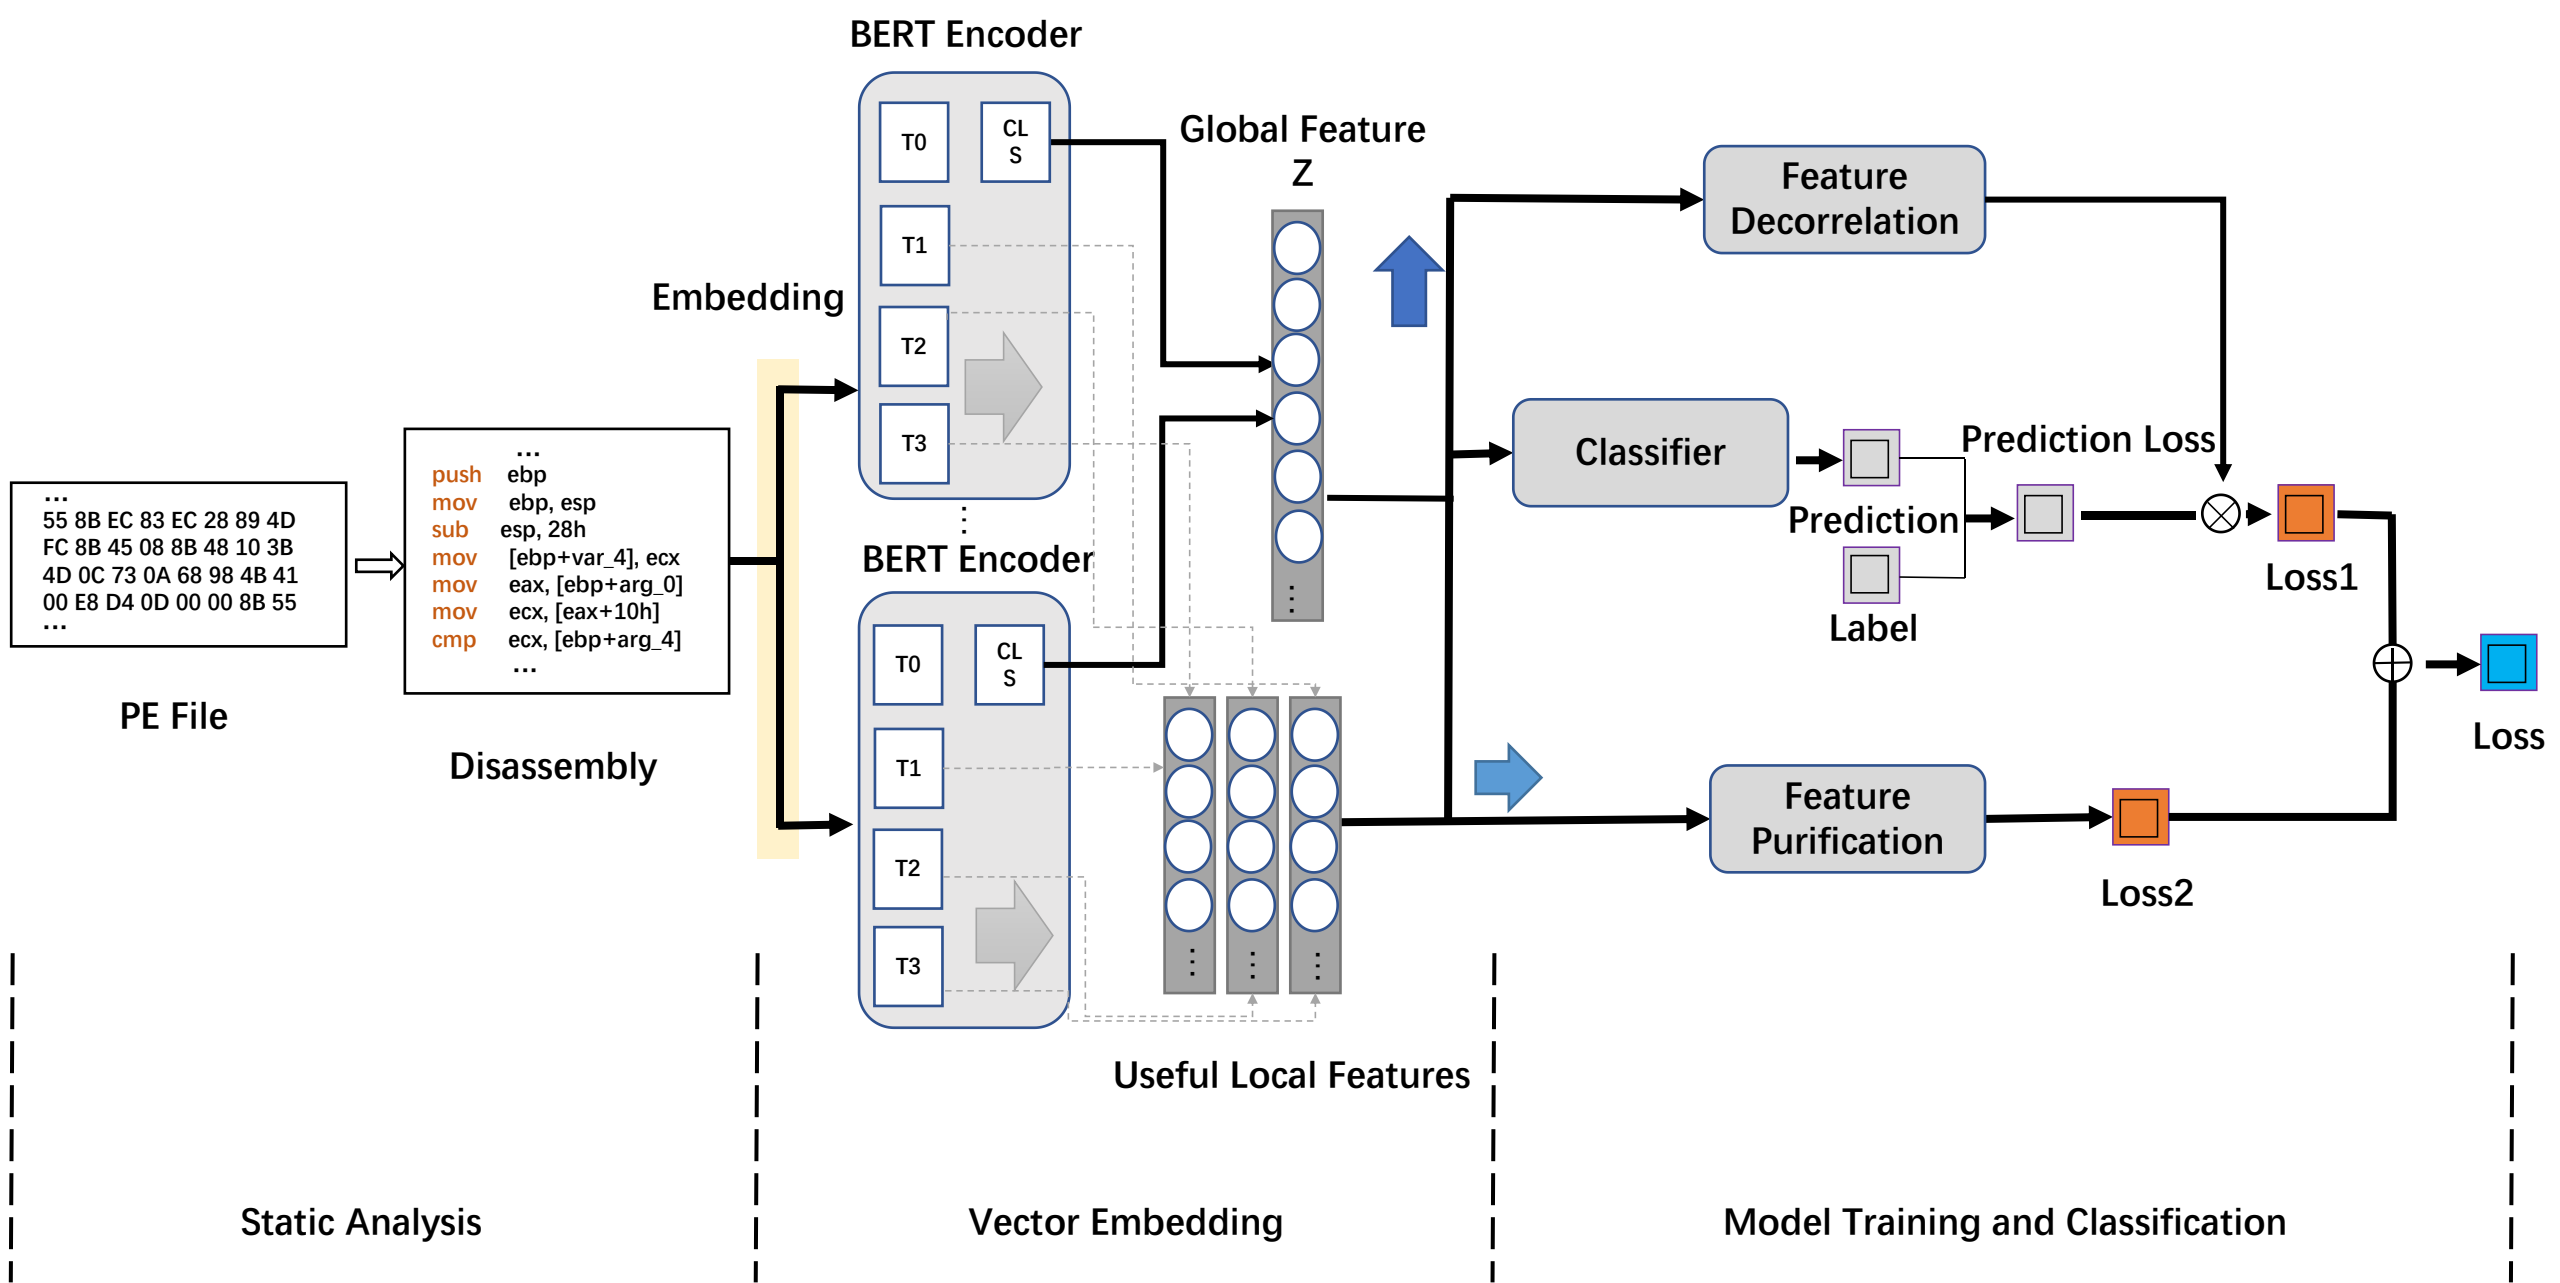 BERT Encoder
T0
CL
S
T1
T2
T3
Embedding
Global Feature
Z
...
55 8B EC 83 EC 28 89 4D
FC 8B 45 08 8B 48 10 3B
4D 0C 73 0A 68 98 4B 41
00 E8 D4 0D 00 00 8B 55
...
PE File
...
push ebp
mov ebp, esp
sub esp, 28h
mov [ebp+var_4], ecx
mov eax, [ebp+arg_0]
mov ecx, [eax+10h]
cmp ecx, [ebp+arg_4]
...
Disassembly
...
BERT Encoder
T0
CL
S
T1
T2
T3
...
... ... ...
Useful Local Features
Feature
Decorrelation
Classifier
Prediction
Label
Prediction Loss
Loss1
Feature
Purification
Loss2
Loss
Static Analysis
Vector Embedding
Model Training and Classification